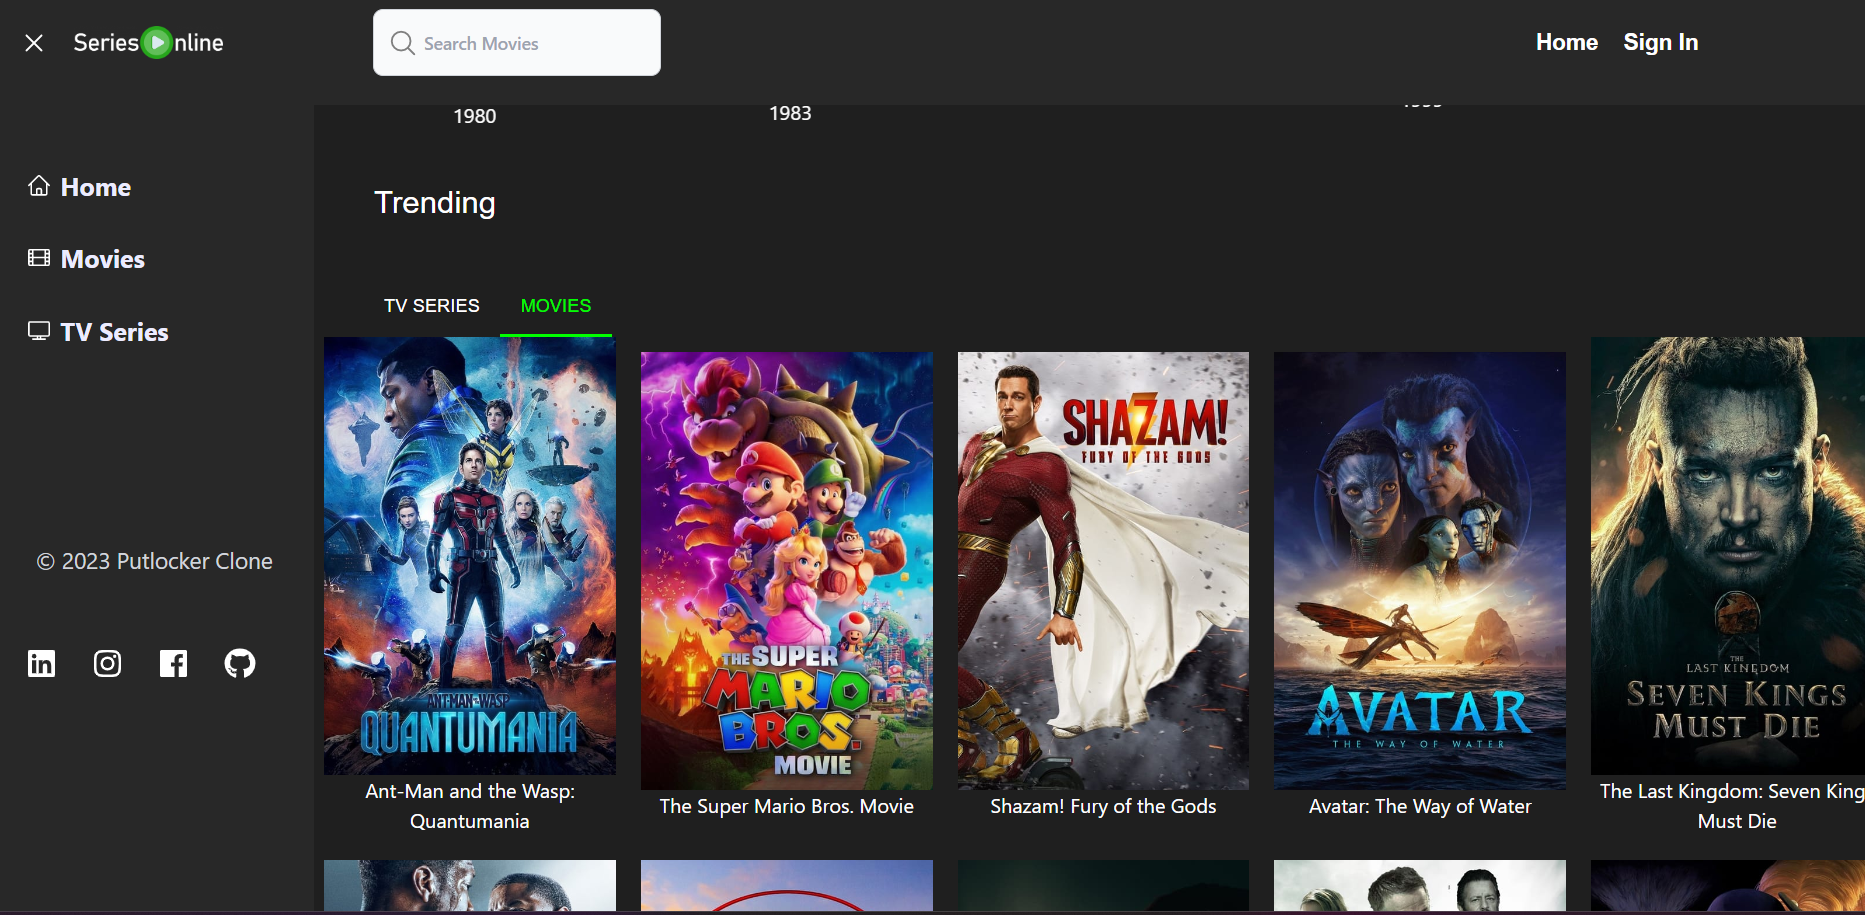 Series nline
Search Movies
Home
Sign In
1980
1983
Home
Movies
TV Series
© 2023 Putlocker Clone
Trending
TV SERIES
MOVIES
ANT-MAN AND THE WASP
QUANTUMANIA
THE SUPER
MARIO
BROS.
MOVIE
SHAZAM!
FURY OF THE GODS
AVATAR
THE WAY OF WATER
THE
LAST KINGDOM
SEVEN KINGS
MUST DIE
Ant-Man and the Wasp:
Quantumania
The Super Mario Bros. Movie
Shazam! Fury of the Gods
Avatar: The Way of Water
The Last Kingdom: Seven King
Must Die